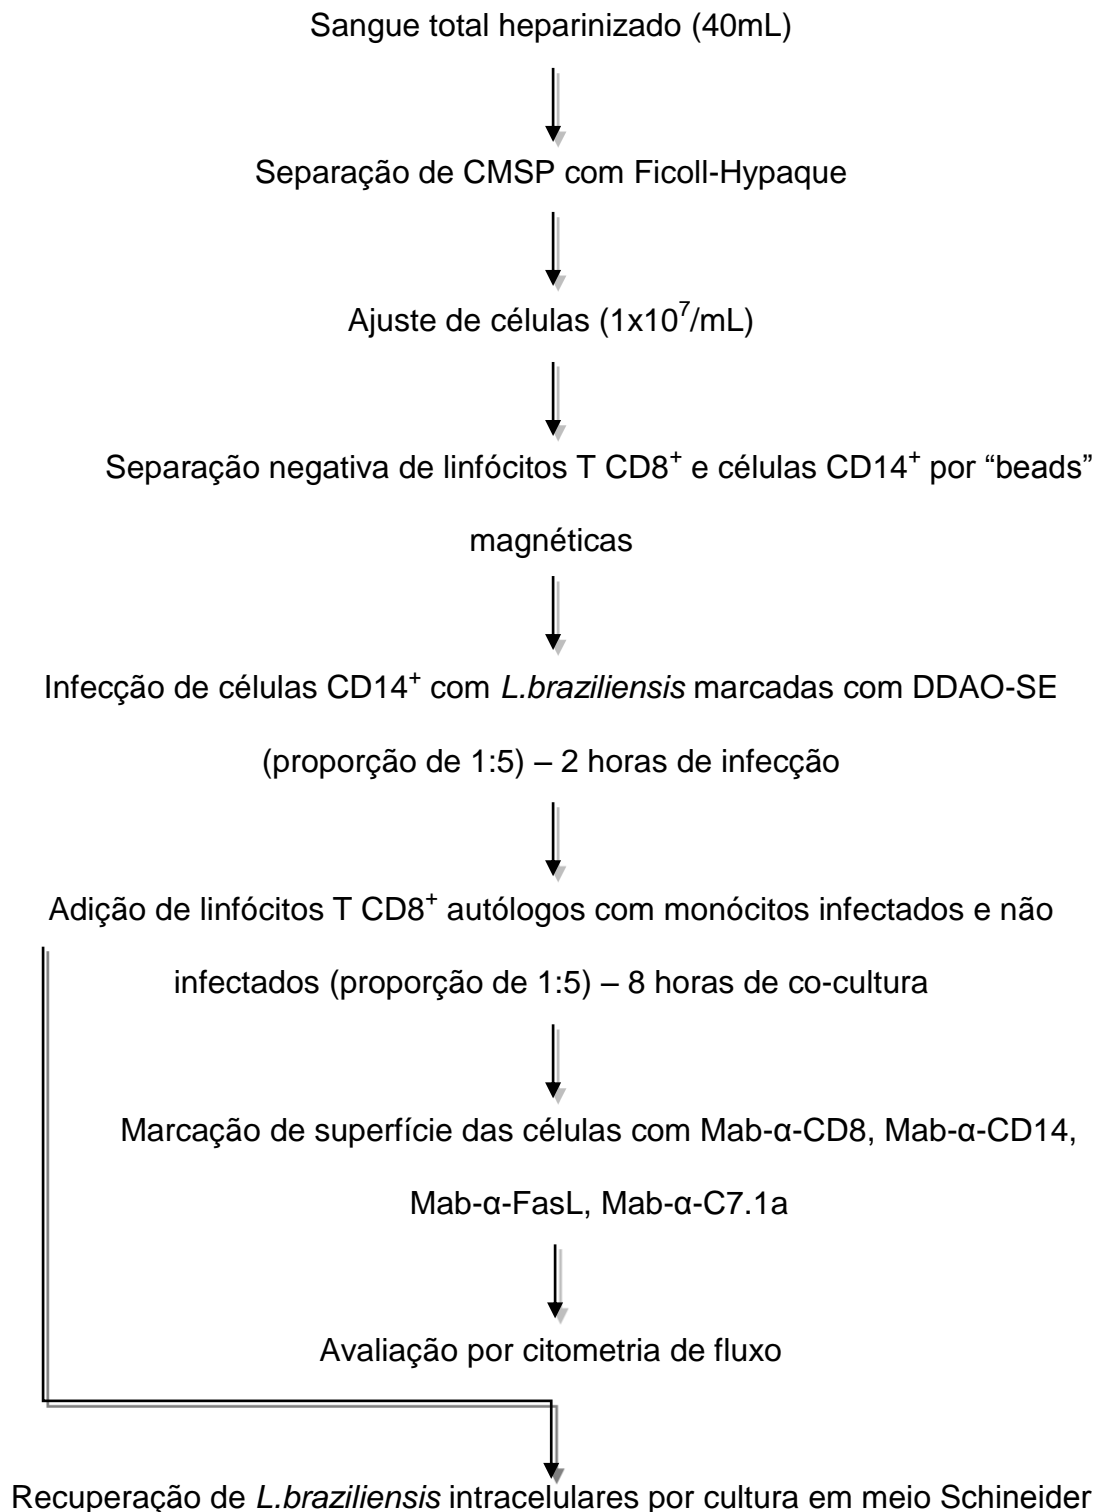 Sangue total heparinizado (40mL)
Separação de CMSP com Ficoll-Hypaque
Ajuste de células (1x10⁷/mL)
Separação negativa de linfócitos T CD8⁺ e células CD14⁺ por “beads”
magnéticas
Infecção de células CD14⁺ com L.braziliensis marcadas com DDAO-SE
(proporção de 1:5) – 2 horas de infecção
Adição de linfócitos T CD8⁺ autólogos com monócitos infectados e não
infectados (proporção de 1:5) – 8 horas de co-cultura
Marcação de superfície das células com Mab-α-CD8, Mab-α-CD14,
Mab-α-FasL, Mab-α-C7.1a
Avaliação por citometria de fluxo
Recuperação de L.braziliensis intracelulares por cultura em meio Schineider